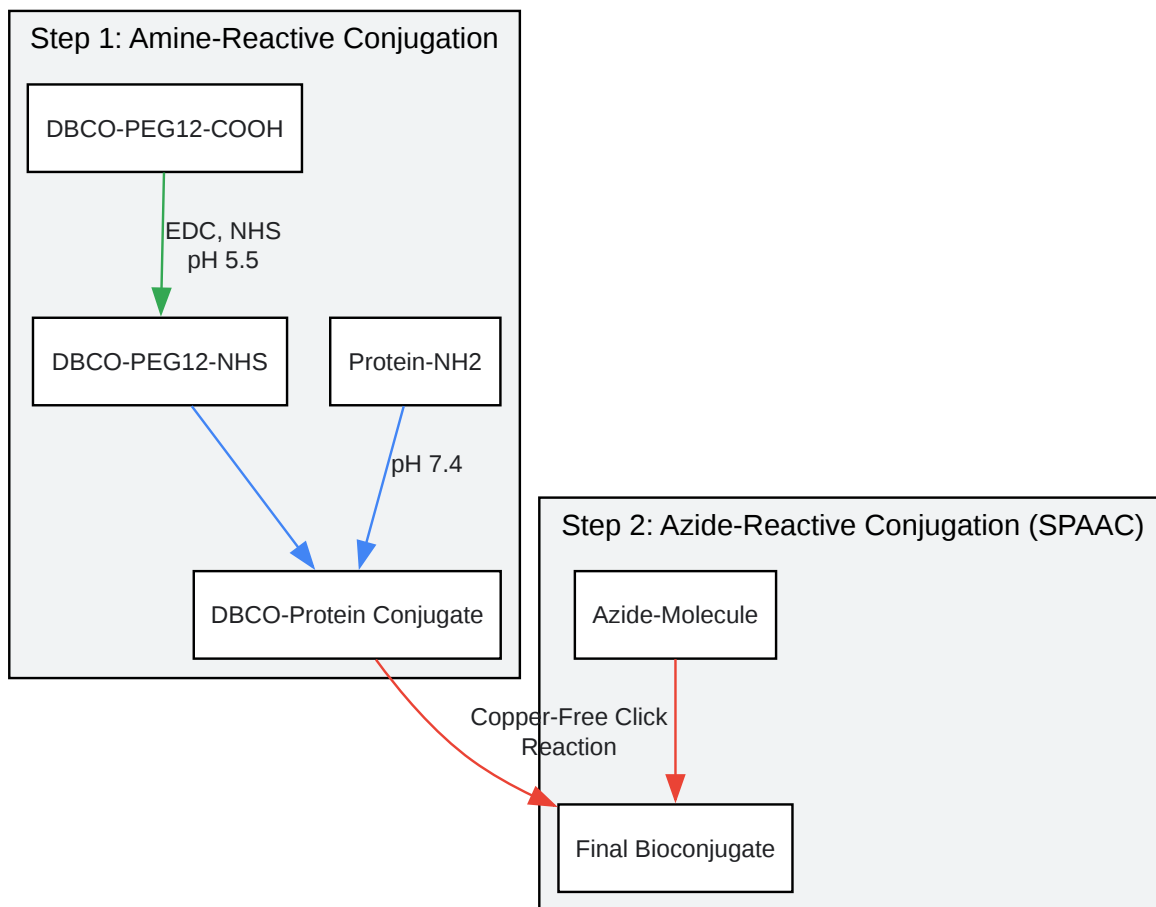 Step 1: Amine-Reactive Conjugation
DBCO-PEG12-COOH
EDC, NHS
pH 5.5
DBCO-PEG12-NHS
Protein-NH2
pH 7.4
DBCO-Protein Conjugate
Step 2: Azide-Reactive Conjugation (SPAAC)
Azide-Molecule
Copper-Free Click
Reaction
Final Bioconjugate